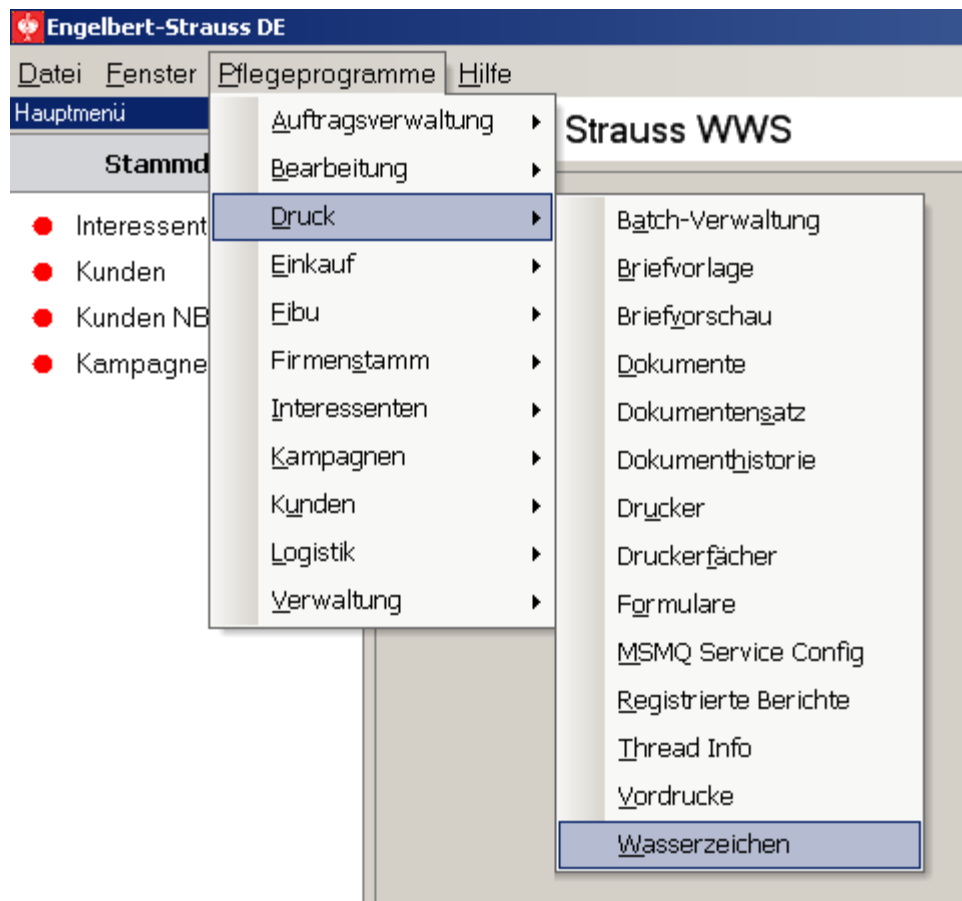 Engelbert-Strauss DE
Datei Fenster Pflegeprogramme Hilfe
Hauptmenü
Stammd
Interessent
Kunden
Kunden NB
Kampagne
Auftragsverwaltung
Bearbeitung
Druck
Einkauf
Fibu
Firmenstamm
Interessenten
Kampagnen
Kunden
Logistik
Verwaltung
Strauss WWS
Batch-Verwaltung
Briefvorlage
Briefvorschau
Dokumente
Dokumentensatz
Dokumenthistorie
Drucker
Druckerfächer
Formulare
MSMQ Service Config
Registrierte Berichte
Thread Info
Vordrucke
Wasserzeichen